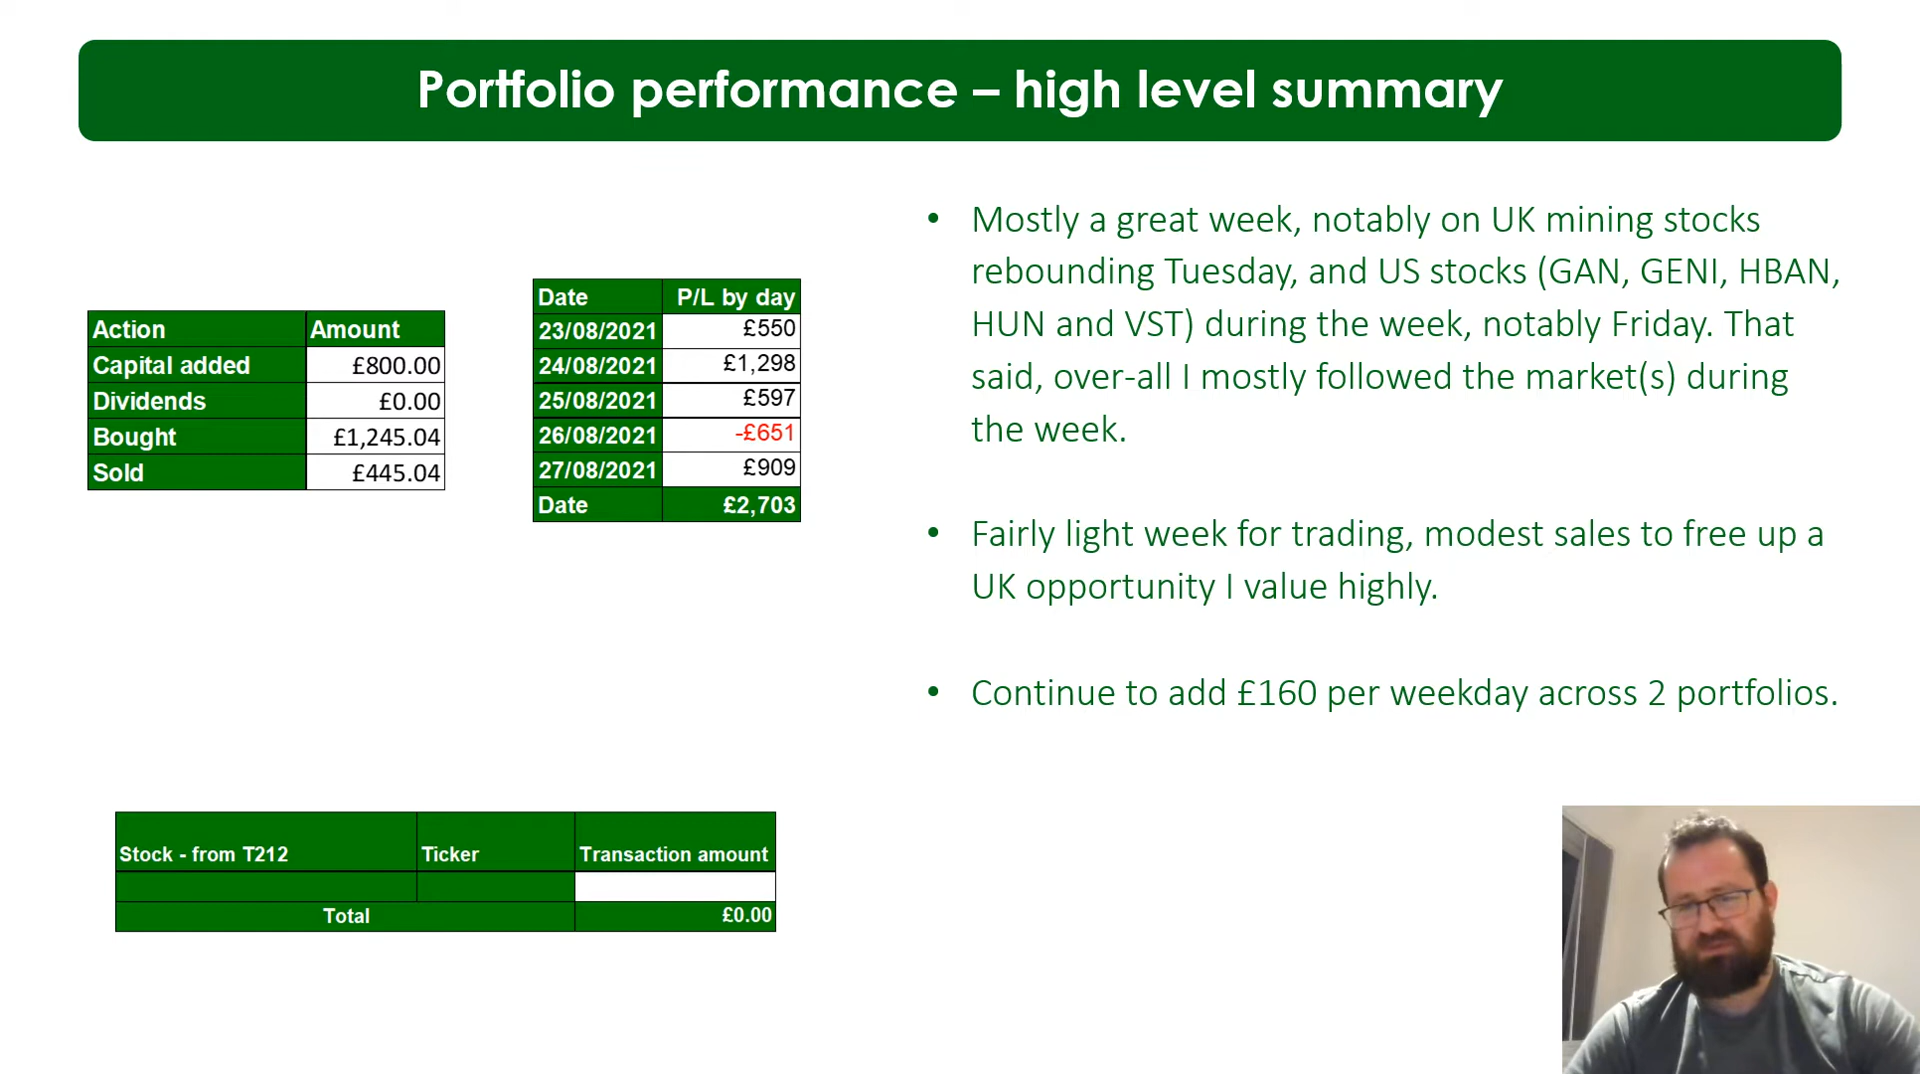 Portfolio performance – high level summary
Action Amount
Capital added £800.00
Dividends £0.00
Bought £1,245.04
Sold £445.04
Date P/L by day
23/08/2021 £550
24/08/2021 £1,298
25/08/2021 £597
26/08/2021 -£651
27/08/2021 £909
Date £2,703
• Mostly a great week, notably on UK mining stocks
rebounding Tuesday, and US stocks (GAN, GENI, HBAN,
HUN and VST) during the week, notably Friday. That
said, over-all I mostly followed the market(s) during
the week.
• Fairly light week for trading, modest sales to free up a
UK opportunity I value highly.
• Continue to add £160 per weekday across 2 portfolios.
Stock - from T212 Ticker Transaction amount
Total £0.00